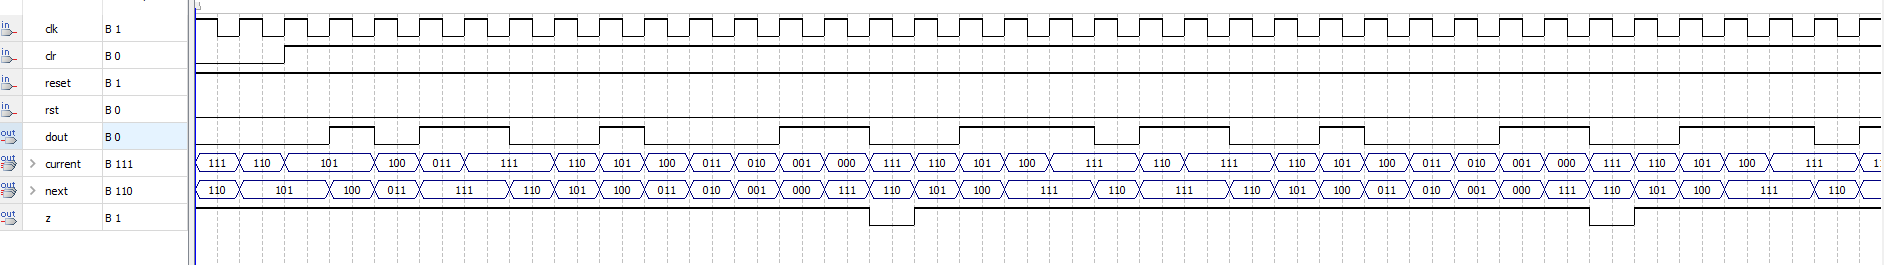 in clk B 1
in clr B 0
in reset B 1
in rst B 0
out dout B 0
out > current B 111 111 110 101 100 011 111 110 101 100 011 010 001 000 111 110 101 100 111 110 111 110 101 100 011 010 001 000 111 110 101 100 111 1
out > next B 110 110 101 100 011 111 110 101 100 011 010 001 000 111 110 101 100 111 110 111 110 101 100 011 010 001 000 111 110 101 100 111 110
out z B 1